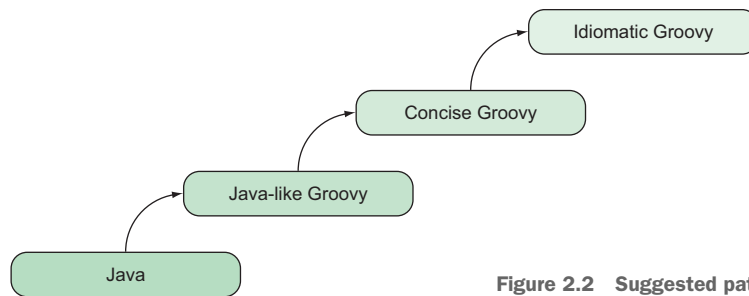 Idiomatic Groovy
Concise Groovy
Java-like Groovy
Java
Figure 2.2 Suggested